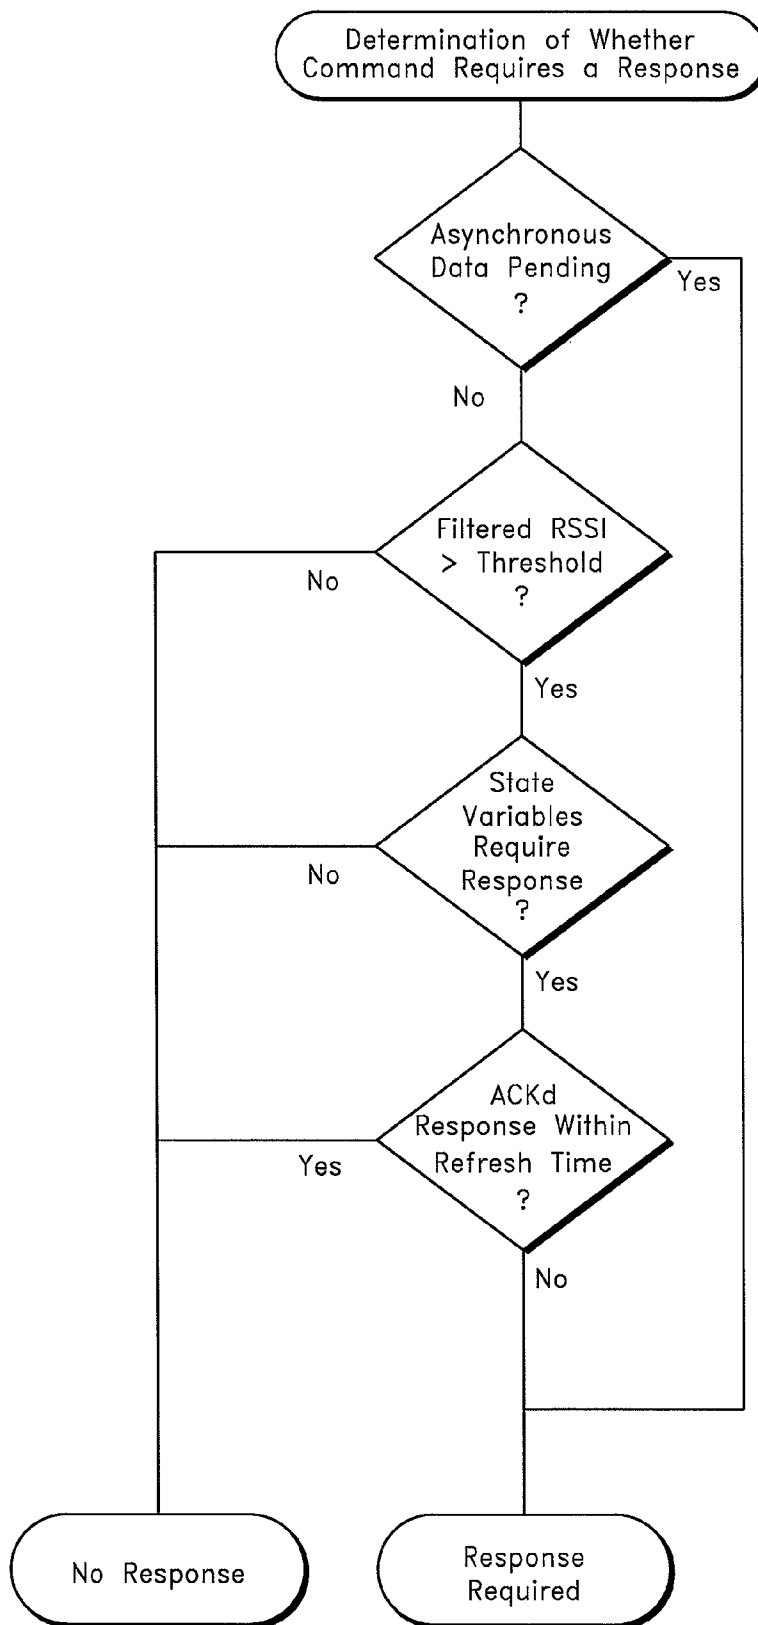 Determination of Whether
Command Requires a Response
Asynchronous
Data Pending
?
Yes
No
Filtered RSSI
> Threshold
?
No
Yes
State
Variables
Require
Response
?
No
Yes
ACKd
Response Within
Refresh Time
?
Yes
No
No Response
Response
Required